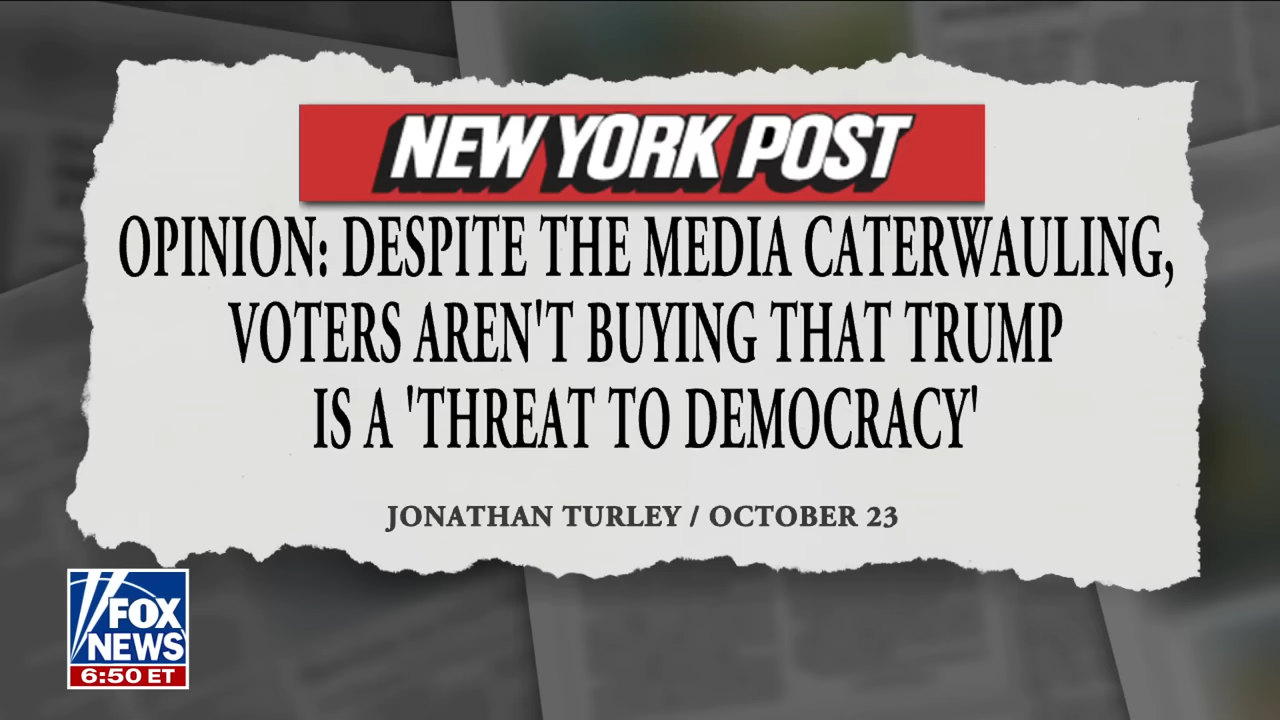 NEW YORK POST
OPINION: DESPITE THE MEDIA CATERWAULING,
VOTERS AREN'T BUYING THAT TRUMP
IS A 'THREAT TO DEMOCRACY'
JONATHAN TURLEY / OCTOBER 23
FOX
NEWS
6:50 ET